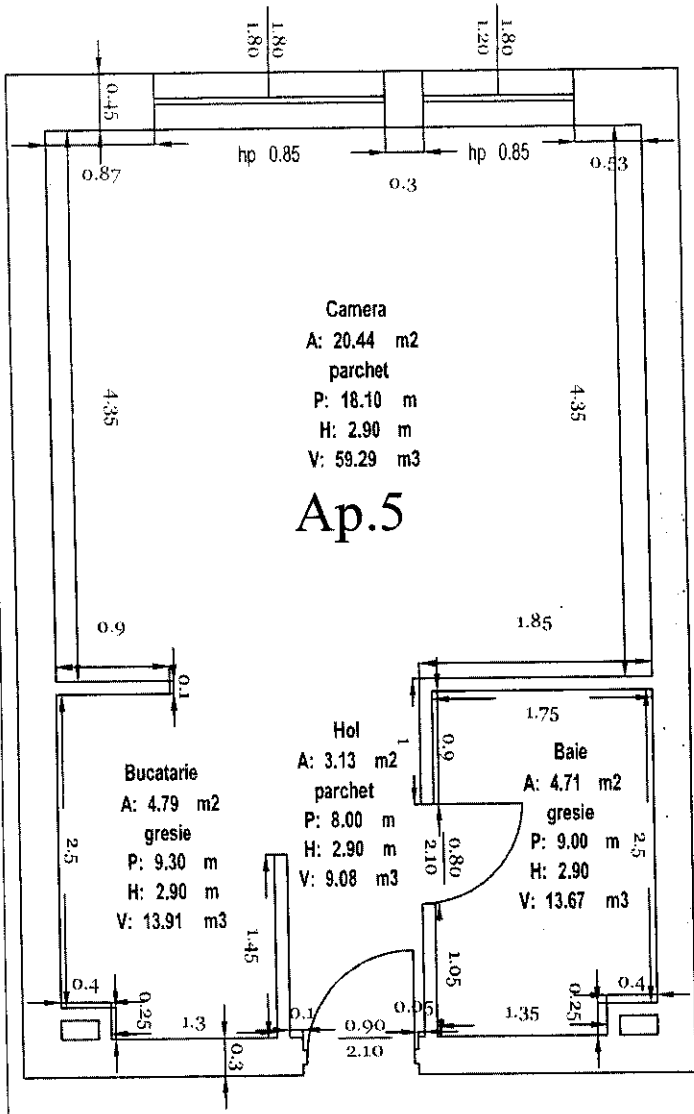 1.80
1.80
1.80
1.20
0.45
hp 0.85
hp 0.85
0.87
0.3
0.53
Camera
A: 20.44 m2
parchet
P: 18.10 m
H: 2.90 m
V: 59.29 m3
4.35
4.35
Ap.5
0.9
1.85
0.1
1
0.9
1.75
Hol
A: 3.13 m2
parchet
P: 8.00 m
H: 2.90 m
V: 9.08 m3
Bucatarie
A: 4.79 m2
gresie
P: 9.30 m
H: 2.90 m
V: 13.91 m3
Baie
A: 4.71 m2
gresie
P: 9.00 m
H: 2.90
V: 13.67 m3
2.5
0.80
2.10
2.5
1.45
1.05
0.4
0.25
1.3
0.3
0.1
0.90
2.10
0.05
1.35
0.25
0.4